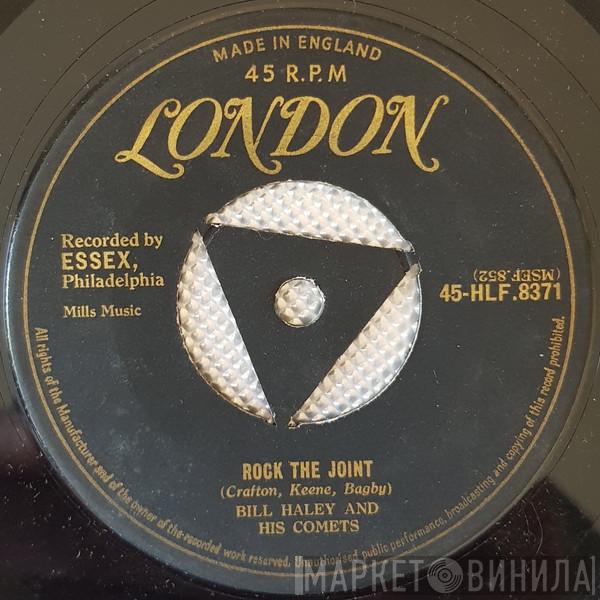 MADE IN ENGLAND
45 R.P.M
LONDON
Recorded by
ESSEX,
Philadelphia
Mills Music
(MSEF.852)
45-HLF.8371
ROCK THE JOINT
(Crafton, Keene, Bagby)
BILL HALEY AND
HIS COMETS
All rights of the Manufacturer and of the owner of the recorded work reserved. Unauthorised public performance, broadcasting and copying of this record prohibited.
МАРКЕТ ВИНИЛА